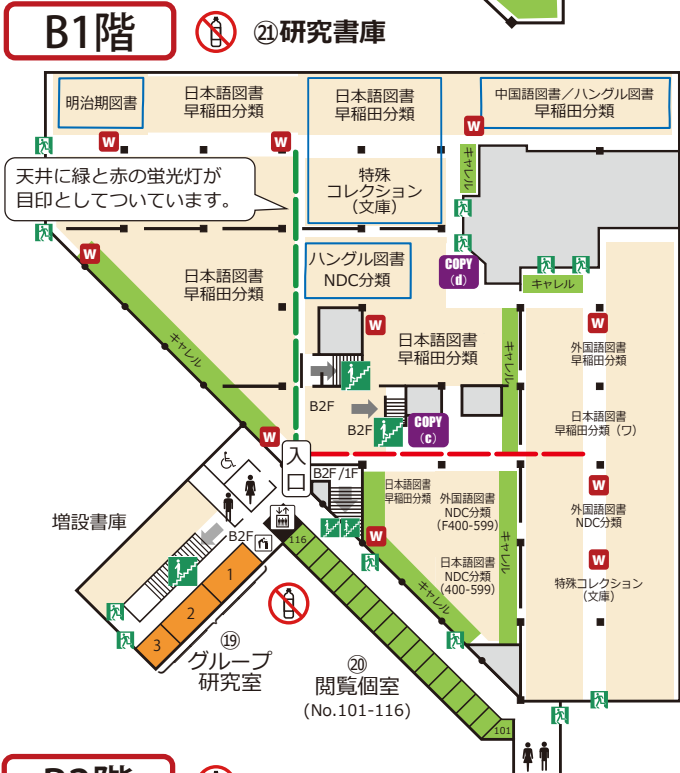 B1階
㉑研究書庫
明治期図書
日本語図書
早稲田分類
日本語図書
早稲田分類
中国語図書／ハングル図書
早稲田分類
W
W
W
キャレル
天井に緑と赤の蛍光灯が
目印としてついています。
特殊
コレクション
（文庫）
W
日本語図書
早稲田分類
ハングル図書
NDC分類
COPY
(d)
キャレル
キャレル
W
日本語図書
早稲田分類
キャレル
W
外国語図書
早稲田分類
B2F
B2F
COPY
(c)
日本語図書
早稲田分類（ワ）
W
入口
B2F/1F
日本語図書
早稲田分類
外国語図書
NDC分類
(F400-599)
キャレル
W
外国語図書
NDC分類
増設書庫
B2F
116
W
日本語図書
NDC分類
(400-599)
W
特殊コレクション
（文庫）
キャレル
1
2
3
⑲
グループ
研究室
⑳
閲覧個室
(No.101-116)
101